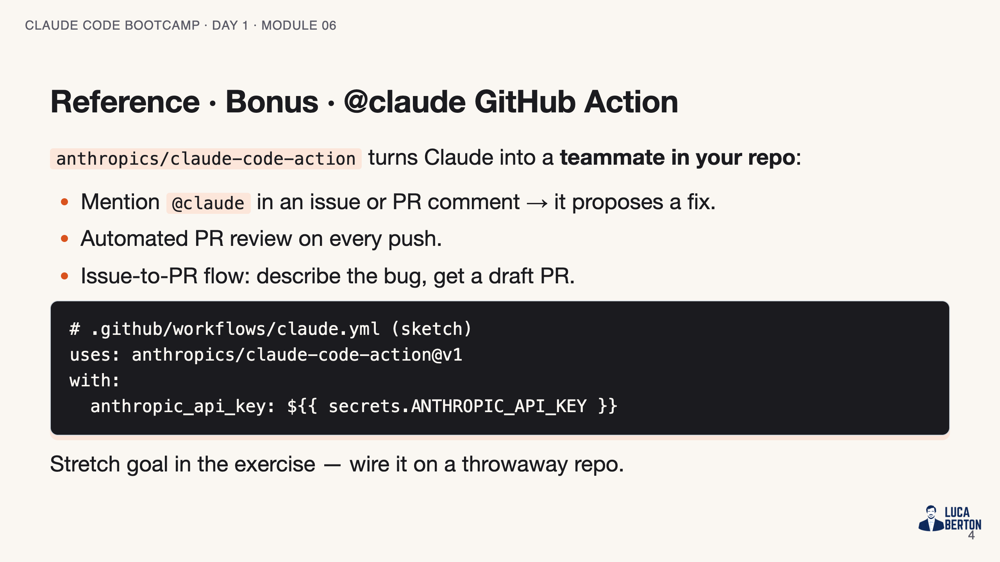 CLAUDE CODE BOOTCAMP · DAY 1 · MODULE 06
Reference · Bonus · @claude GitHub Action
anthropics/claude-code-action turns Claude into a teammate in your repo:
• Mention @claude in an issue or PR comment → it proposes a fix.
• Automated PR review on every push.
• Issue-to-PR flow: describe the bug, get a draft PR.
# .github/workflows/claude.yml (sketch)
uses: anthropics/claude-code-action@v1
with:
  anthropic_api_key: ${{ secrets.ANTHROPIC_API_KEY }}
Stretch goal in the exercise — wire it on a throwaway repo.
LUCA
BERTON
4